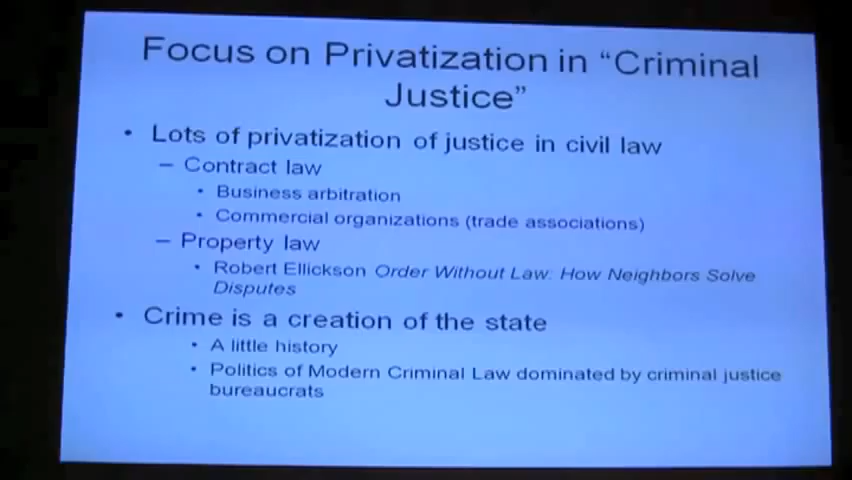 Focus on Privatization in “Criminal
Justice”
• Lots of privatization of justice in civil law
– Contract law
• Business arbitration
• Commercial organizations (trade associations)
– Property law
• Robert Ellickson Order Without Law: How Neighbors Solve
Disputes
• Crime is a creation of the state
• A little history
• Politics of Modern Criminal Law dominated by criminal justice
bureaucrats